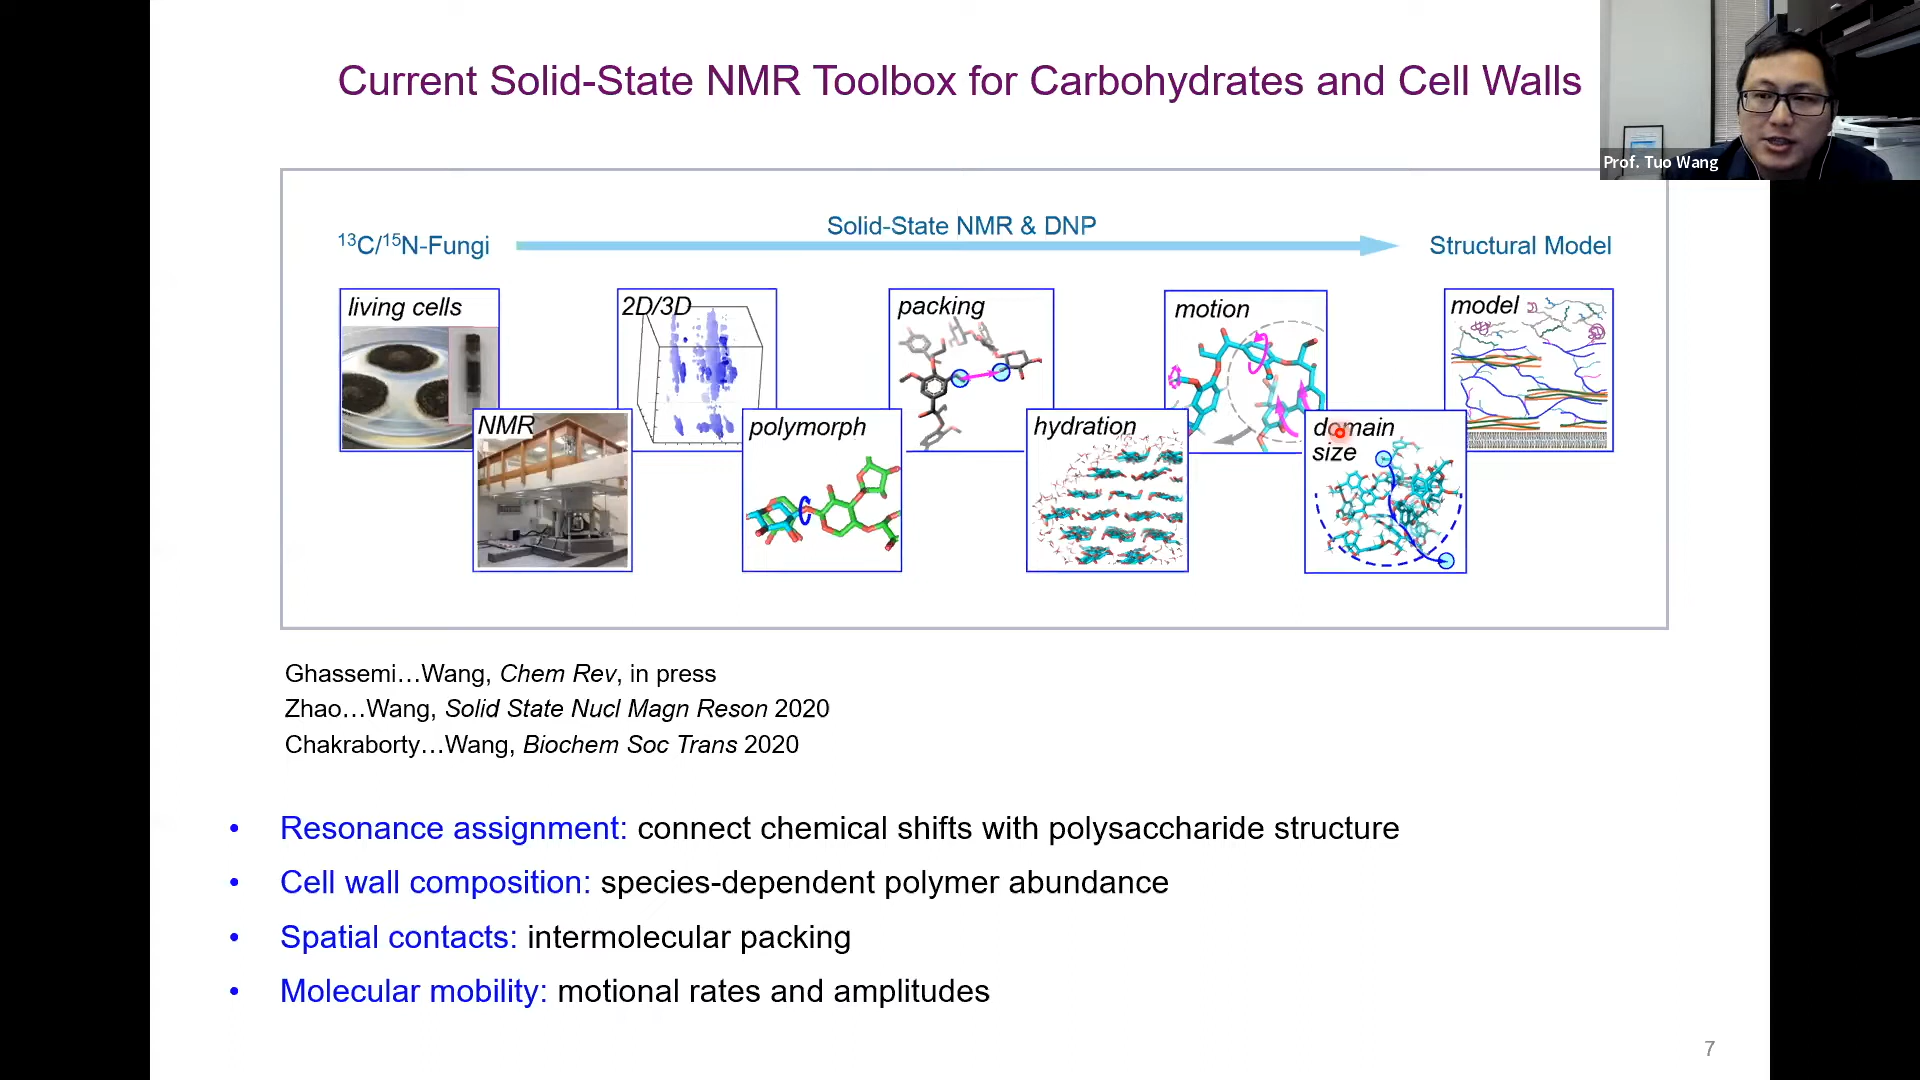 Current Solid-State NMR Toolbox for Carbohydrates and Cell Walls
Prof. Tuo Wang
Solid-State NMR & DNP
¹³C/¹⁵N-Fungi
Structural Model
living cells
2D/3D
packing
motion
model
NMR
polymorph
hydration
domain
size
Ghassemi…Wang, Chem Rev, in press
Zhao…Wang, Solid State Nucl Magn Reson 2020
Chakraborty…Wang, Biochem Soc Trans 2020
• Resonance assignment: connect chemical shifts with polysaccharide structure
• Cell wall composition: species-dependent polymer abundance
• Spatial contacts: intermolecular packing
• Molecular mobility: motional rates and amplitudes
7